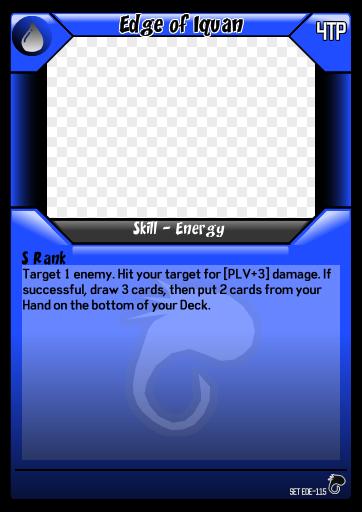 Edge of Iquan
4TP
Skill - Energy
S Rank
Target 1 enemy. Hit your target for [PLV+3] damage. If
successful, draw 3 cards, then put 2 cards from your
Hand on the bottom of your Deck.
SET EOE-115